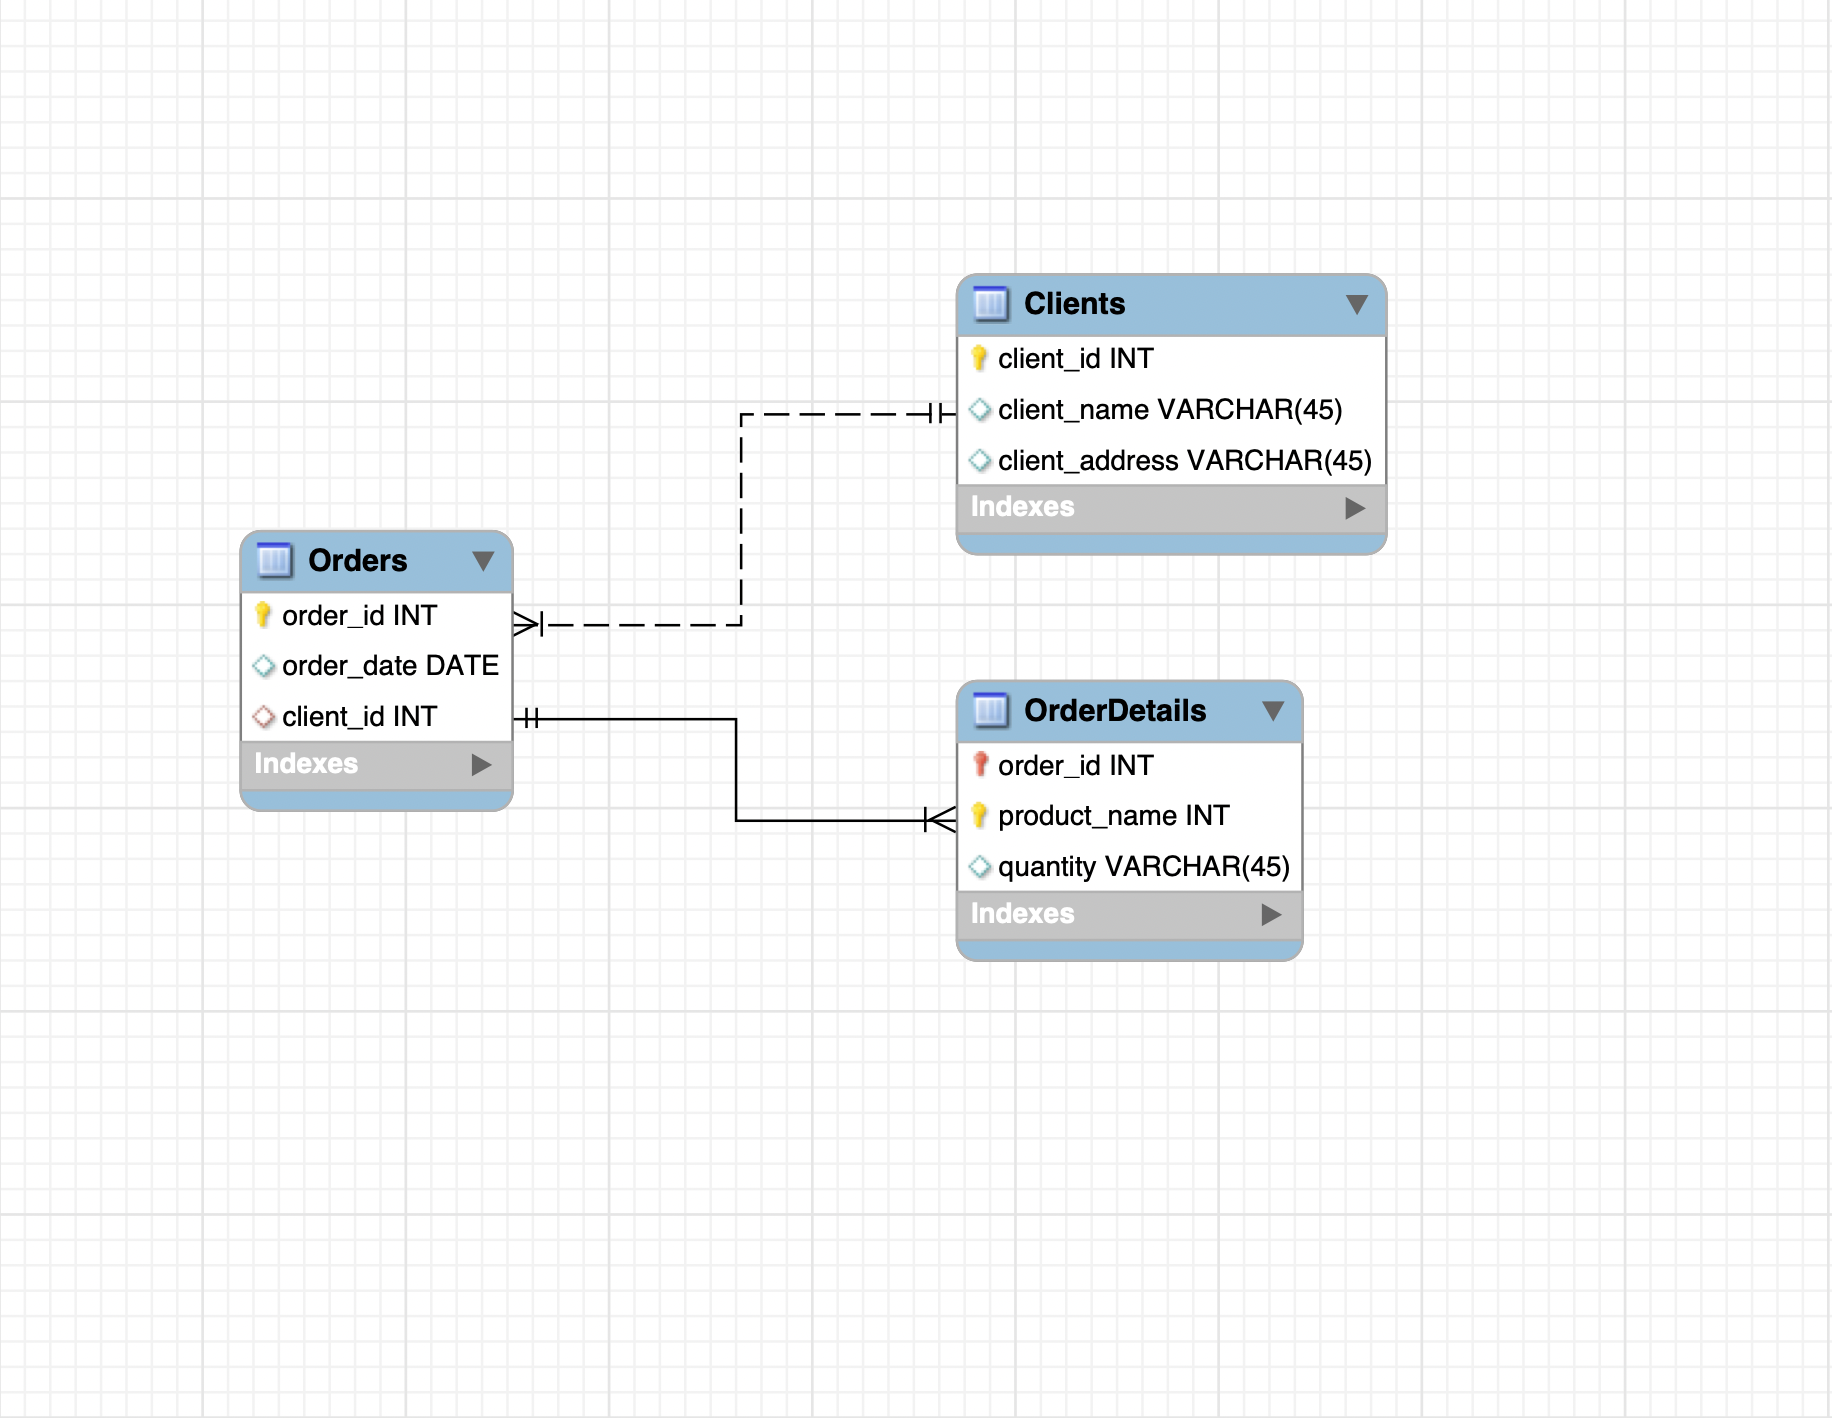 Clients
client_id INT
client_name VARCHAR(45)
client_address VARCHAR(45)
Indexes
Orders
order_id INT
order_date DATE
client_id INT
Indexes
OrderDetails
order_id INT
product_name INT
quantity VARCHAR(45)
Indexes